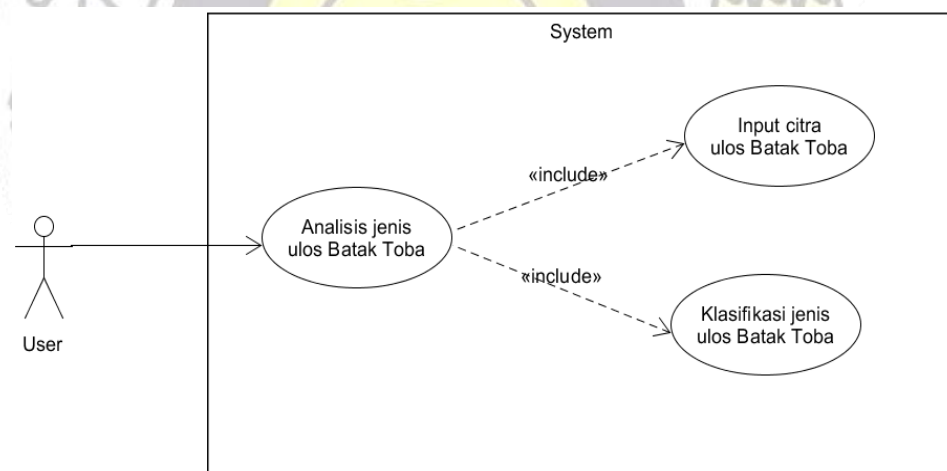 System
Input citra
ulos Batak Toba
«include»
Analisis jenis
ulos Batak Toba
«include»
Klasifikasi jenis
ulos Batak Toba
User